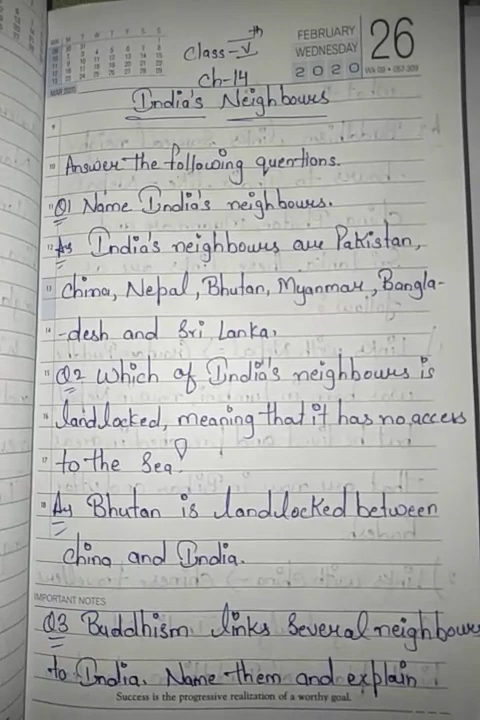 Class-Vth
FEBRUARY
WEDNESDAY
26
2020
Ch-14
MAR 2020
India's Neighbours
Answer the following questions.
Q1 Name India's neighbours.
As India's neighbours are Pakistan,
China, Nepal, Bhutan, Myanmar, Bangla-
-desh and Sri Lanka.
Q2 Which of India's neighbours is
landlocked, meaning that it has no access
to the Sea?
As Bhutan is landlocked between
china and India.
IMPORTANT NOTES
Q3 Buddhism links Several neighbours
to India. Name them and explain
Success is the progressive realization of a worthy goal.